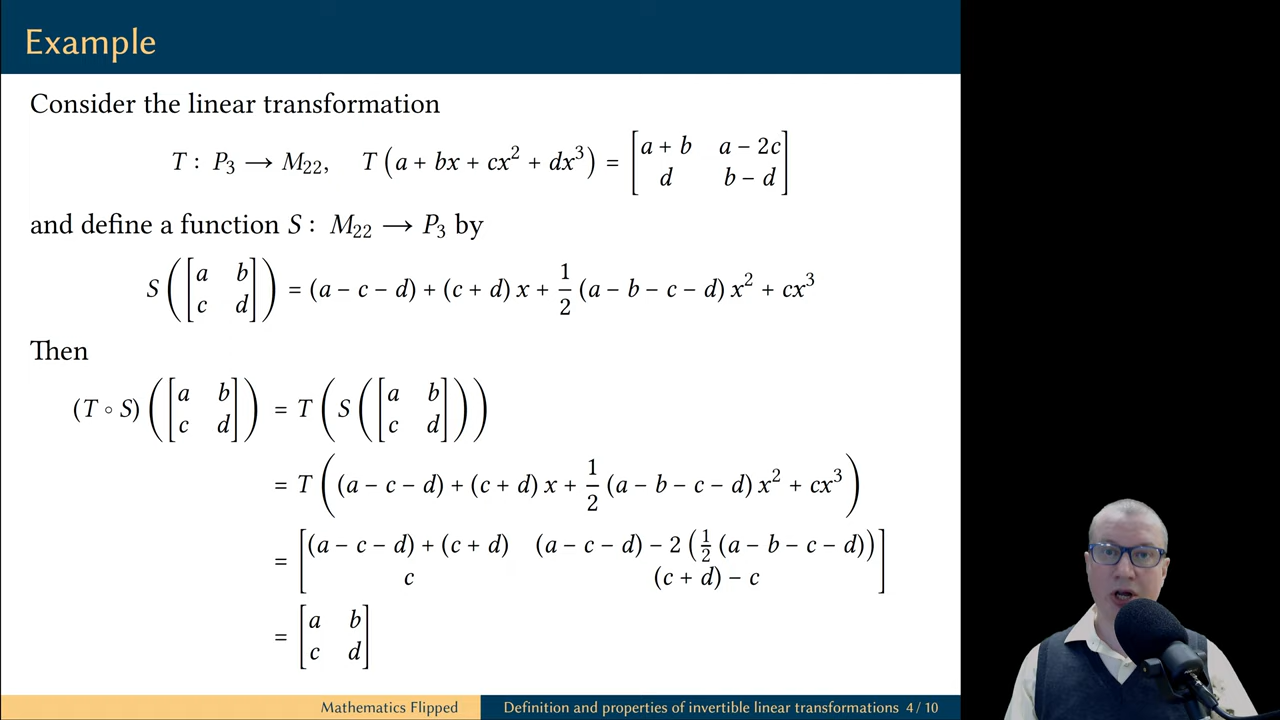 Example
Consider the linear transformation
T : P₃ ⟶ M₂₂, T (a + bx + cx² + dx³) = [a + b a − 2c; d b − d]
and define a function S : M₂₂ ⟶ P₃ by
S ([a b; c d]) = (a − c − d) + (c + d) x + 1/2 (a − b − c − d) x² + cx³
Then
(T ∘ S) ([a b; c d]) = T (S ([a b; c d]))
= T ((a − c − d) + (c + d) x + 1/2 (a − b − c − d) x² + cx³)
= [(a − c − d) + (c + d) (a − c − d) − 2 (1/2 (a − b − c − d)); c (c + d) − c]
= [a b; c d]
Mathematics Flipped Definition and properties of invertible linear transformations 4 / 10